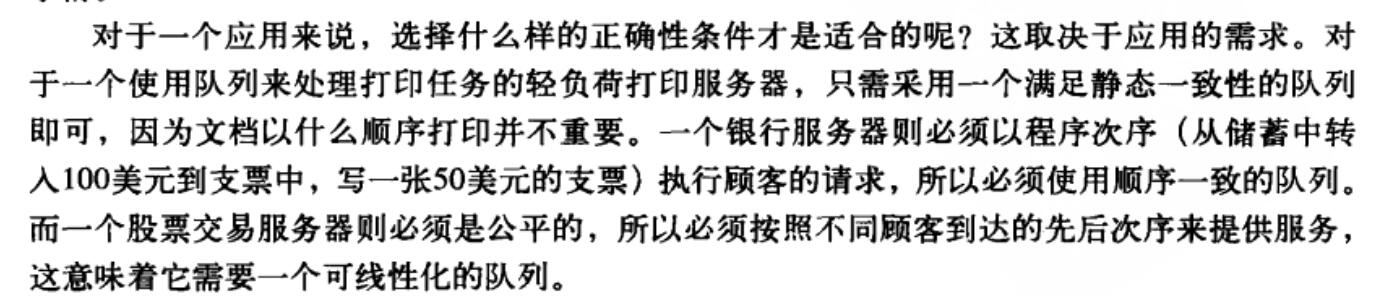 对于一个应用来说，选择什么样的正确性条件才是适合的呢？这取决于应用的需求。对
于一个使用队列来处理打印任务的轻负荷打印服务器，只需采用一个满足静态一致性的队列
即可，因为文档以什么顺序打印并不重要。一个银行服务器则必须以程序次序（从储蓄中转
入100美元到支票中，写一张50美元的支票）执行顾客的请求，所以必须使用顺序一致的队列。
而一个股票交易服务器则必须是公平的，所以必须按照不同顾客到达的先后次序来提供服务，
这意味着它需要一个可线性化的队列。